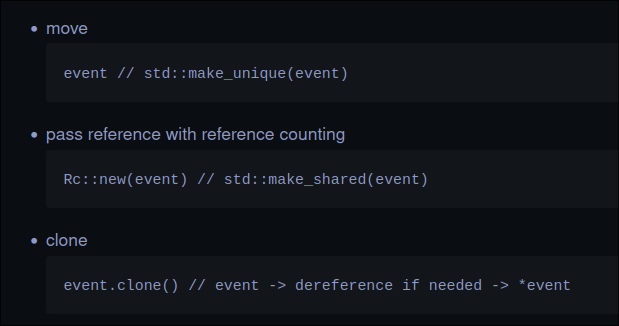 move
event // std::make_unique(event)
pass reference with reference counting
Rc::new(event) // std::make_shared(event)
clone
event.clone() // event -> dereference if needed -> *event